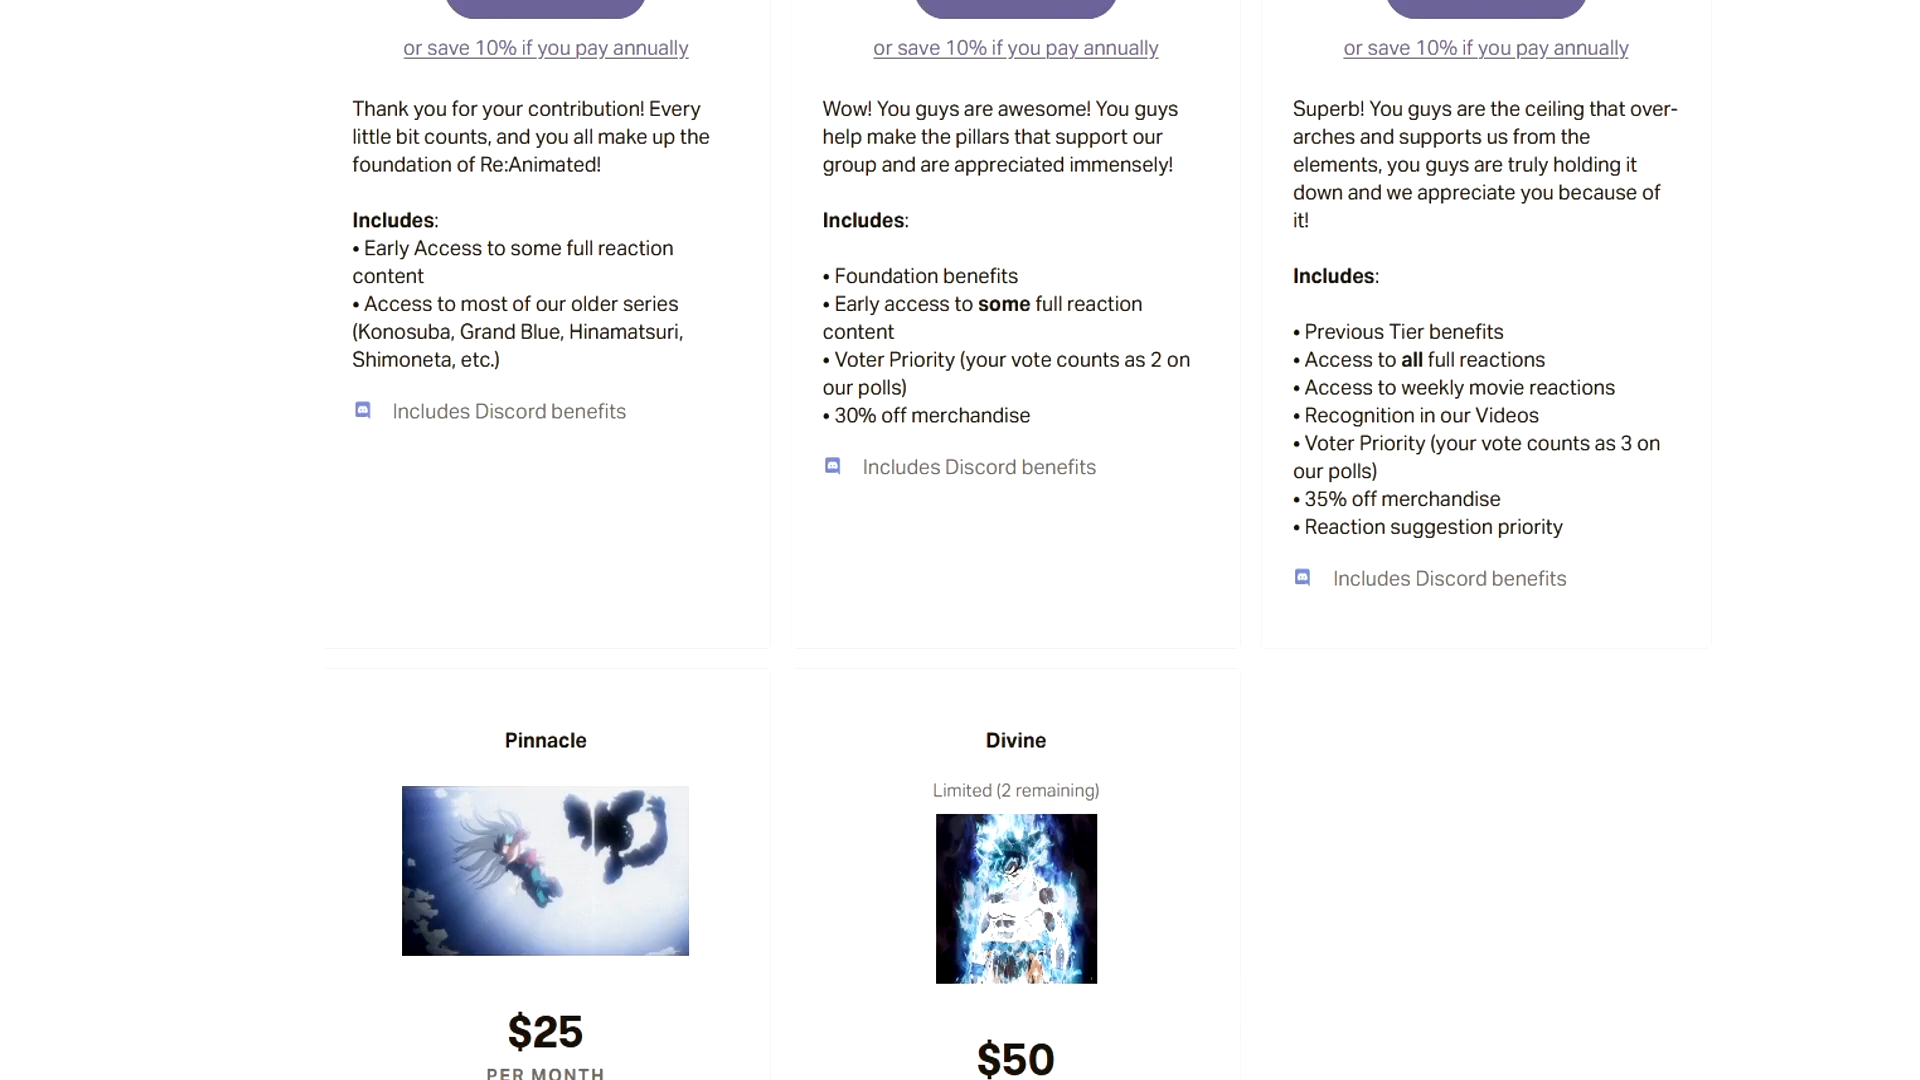 or save 10% if you pay annually
Thank you for your contribution! Every
little bit counts, and you all make up the
foundation of Re:Animated!
Includes:
• Early Access to some full reaction
content
• Access to most of our older series
(Konosuba, Grand Blue, Hinamatsuri,
Shimoneta, etc.)
Includes Discord benefits
or save 10% if you pay annually
Wow! You guys are awesome! You guys
help make the pillars that support our
group and are appreciated immensely!
Includes:
• Foundation benefits
• Early access to some full reaction
content
• Voter Priority (your vote counts as 2 on
our polls)
• 30% off merchandise
Includes Discord benefits
or save 10% if you pay annually
Superb! You guys are the ceiling that over-
arches and supports us from the
elements, you guys are truly holding it
down and we appreciate you because of
it!
Includes:
• Previous Tier benefits
• Access to all full reactions
• Access to weekly movie reactions
• Recognition in our Videos
• Voter Priority (your vote counts as 3 on
our polls)
• 35% off merchandise
• Reaction suggestion priority
Includes Discord benefits
Pinnacle
$25
PER MONTH
Divine
Limited (2 remaining)
$50